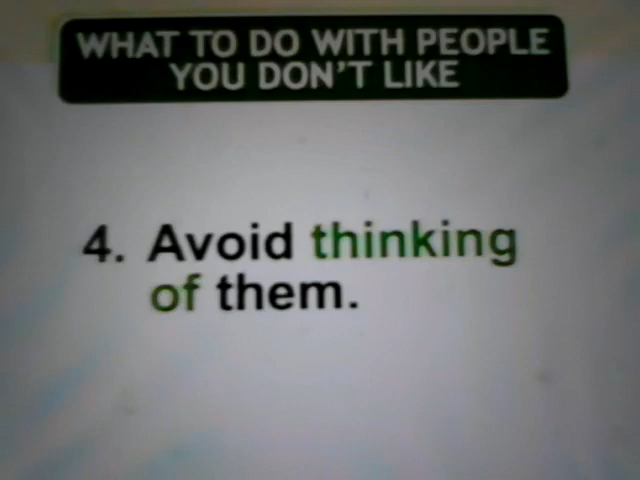 WHAT TO DO WITH PEOPLE
YOU DON'T LIKE
4. Avoid thinking
of them.